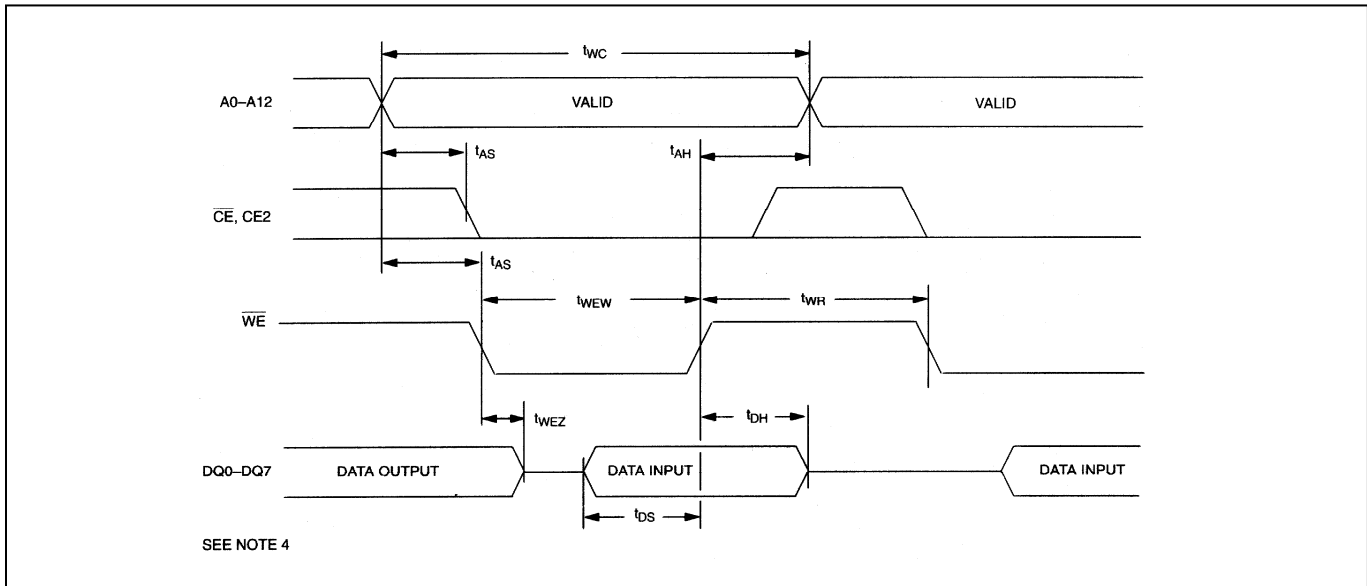 tWC
A0–A12 VALID VALID
tAS tAH
CE, CE2
tAS
tWEW tWR
WE
tWEZ tDH
DQ0–DQ7 DATA OUTPUT DATA INPUT DATA INPUT
tDS
SEE NOTE 4